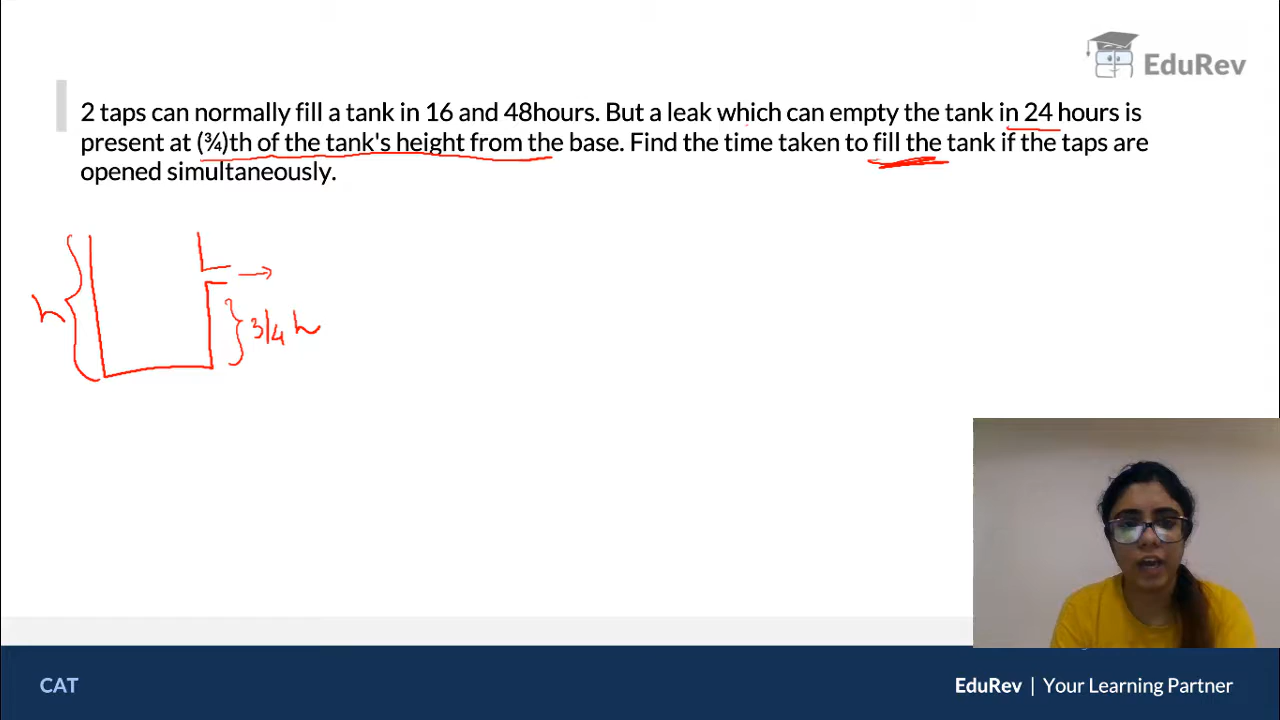 EduRev
2 taps can normally fill a tank in 16 and 48hours. But a leak which can empty the tank in 24 hours is
present at (¾)th of the tank's height from the base. Find the time taken to fill the tank if the taps are
opened simultaneously.
h
3/4 h
CAT
EduRev | Your Learning Partner